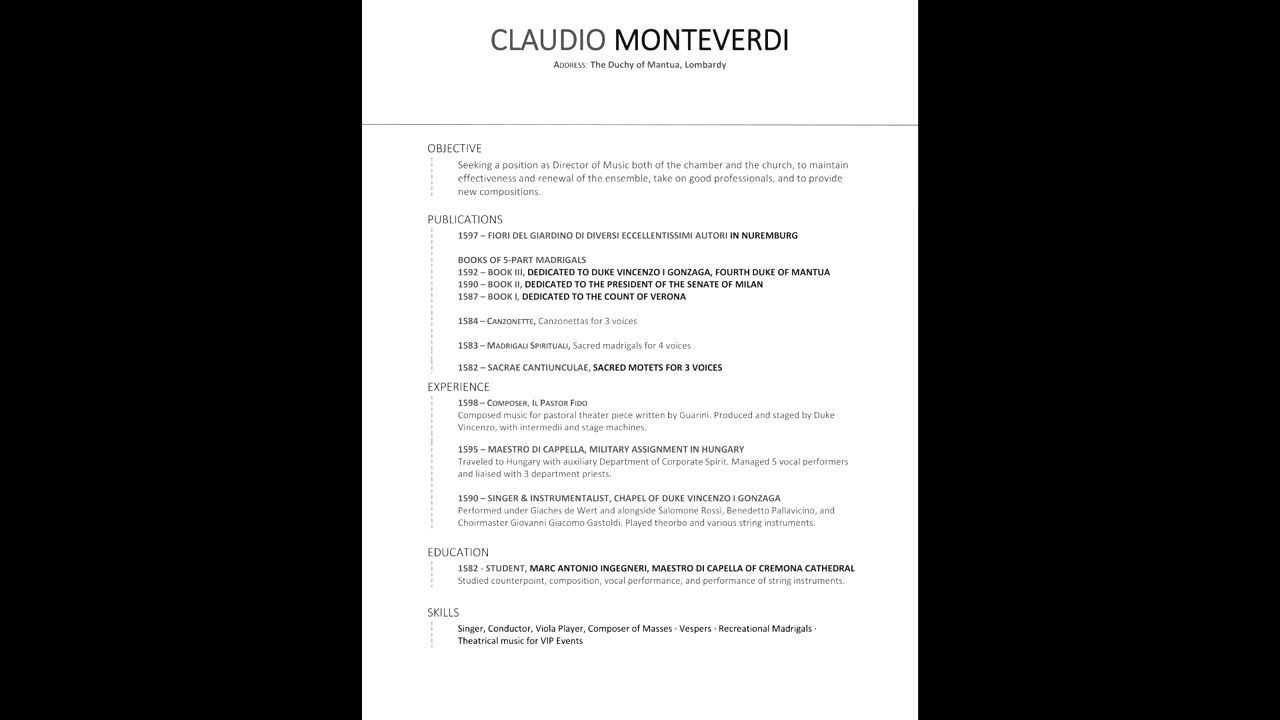 CLAUDIO MONTEVERDI
ADDRESS: The Duchy of Mantua, Lombardy
OBJECTIVE
Seeking a position as Director of Music both of the chamber and the church, to maintain
effectiveness and renewal of the ensemble, take on good professionals, and to provide
new compositions.
PUBLICATIONS
1597 – FIORI DEL GIARDINO DI DIVERSI ECCELLENTISSIMI AUTORI IN NUREMBURG
BOOKS OF 5-PART MADRIGALS
1592 – BOOK III, DEDICATED TO DUKE VINCENZO I GONZAGA, FOURTH DUKE OF MANTUA
1590 – BOOK II, DEDICATED TO THE PRESIDENT OF THE SENATE OF MILAN
1587 – BOOK I, DEDICATED TO THE COUNT OF VERONA
1584 – CANZONETTE, Canzonettas for 3 voices
1583 – MADRIGALI SPIRITUALI, Sacred madrigals for 4 voices
1582 – SACRAE CANTIUNCULAE, SACRED MOTETS FOR 3 VOICES
EXPERIENCE
1598 – COMPOSER, IL PASTOR FIDO
Composed music for pastoral theater piece written by Guarini. Produced and staged by Duke
Vincenzo, with intermedii and stage machines.
1595 – MAESTRO DI CAPPELLA, MILITARY ASSIGNMENT IN HUNGARY
Traveled to Hungary with auxiliary Department of Corporate Spirit. Managed 5 vocal performers
and liaised with 3 department priests.
1590 – SINGER & INSTRUMENTALIST, CHAPEL OF DUKE VINCENZO I GONZAGA
Performed under Giaches de Wert and alongside Salomone Rossi, Benedetto Pallavicino, and
Choirmaster Giovanni Giacomo Gastoldi. Played theorbo and various string instruments.
EDUCATION
1582 - STUDENT, MARC ANTONIO INGEGNERI, MAESTRO DI CAPELLA OF CREMONA CATHEDRAL
Studied counterpoint, composition, vocal performance, and performance of string instruments.
SKILLS
Singer, Conductor, Viola Player, Composer of Masses · Vespers · Recreational Madrigals ·
Theatrical music for VIP Events